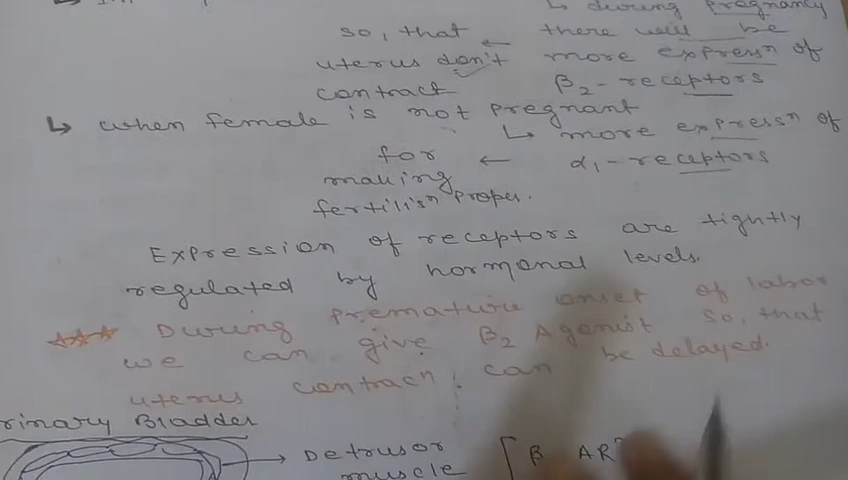 ↳ during pregnancy
so, that ← there will be
uterus don't more expressⁿ of
contract β₂-receptors
↳ when female is not pregnant
↳ more expressⁿ of
for ← α₁-receptors
making
fertilisⁿ proper.
Expression of receptors are tightly
regulated by hormonal levels.
*** During premature onset of labor
we can give β₂ Agonist so, that
uterus contracⁿ. can be delayed.
rinary Bladder
→ Detrusor [ β AR
muscle